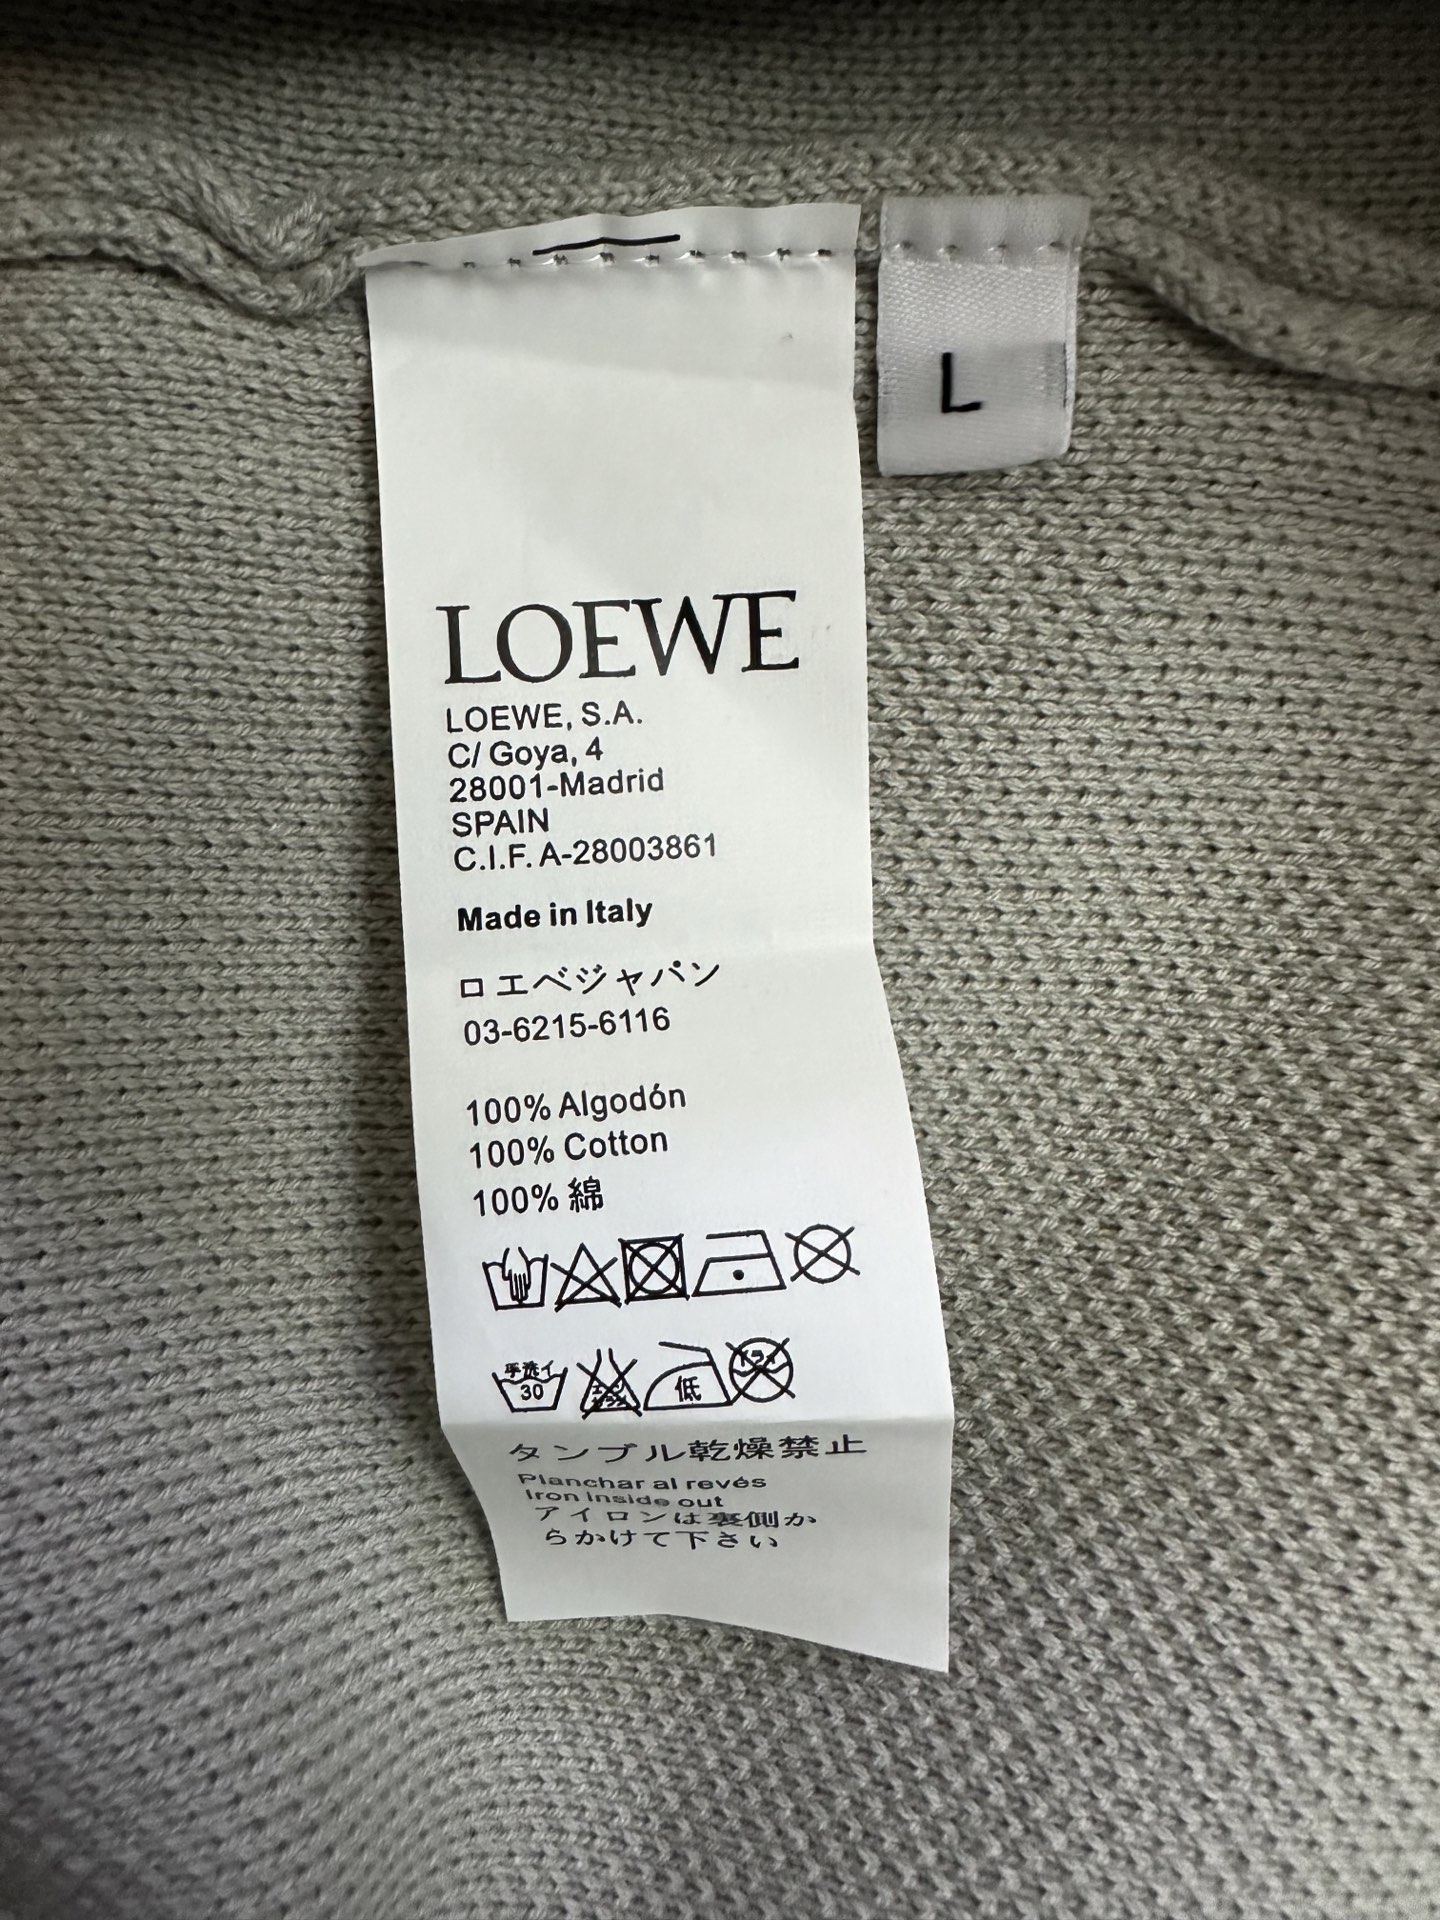 L
LOEWE
LOEWE, S.A.
C/ Goya, 4
28001-Madrid
SPAIN
C.I.F. A-28003861
Made in Italy
ロエベジャパン
03-6215-6116
100% Algodón
100% Cotton
100% 綿
手洗イ
30
低
タンブル乾燥禁止
Planchar al revés
Iron inside out
アイロンは裏側か
らかけて下さい